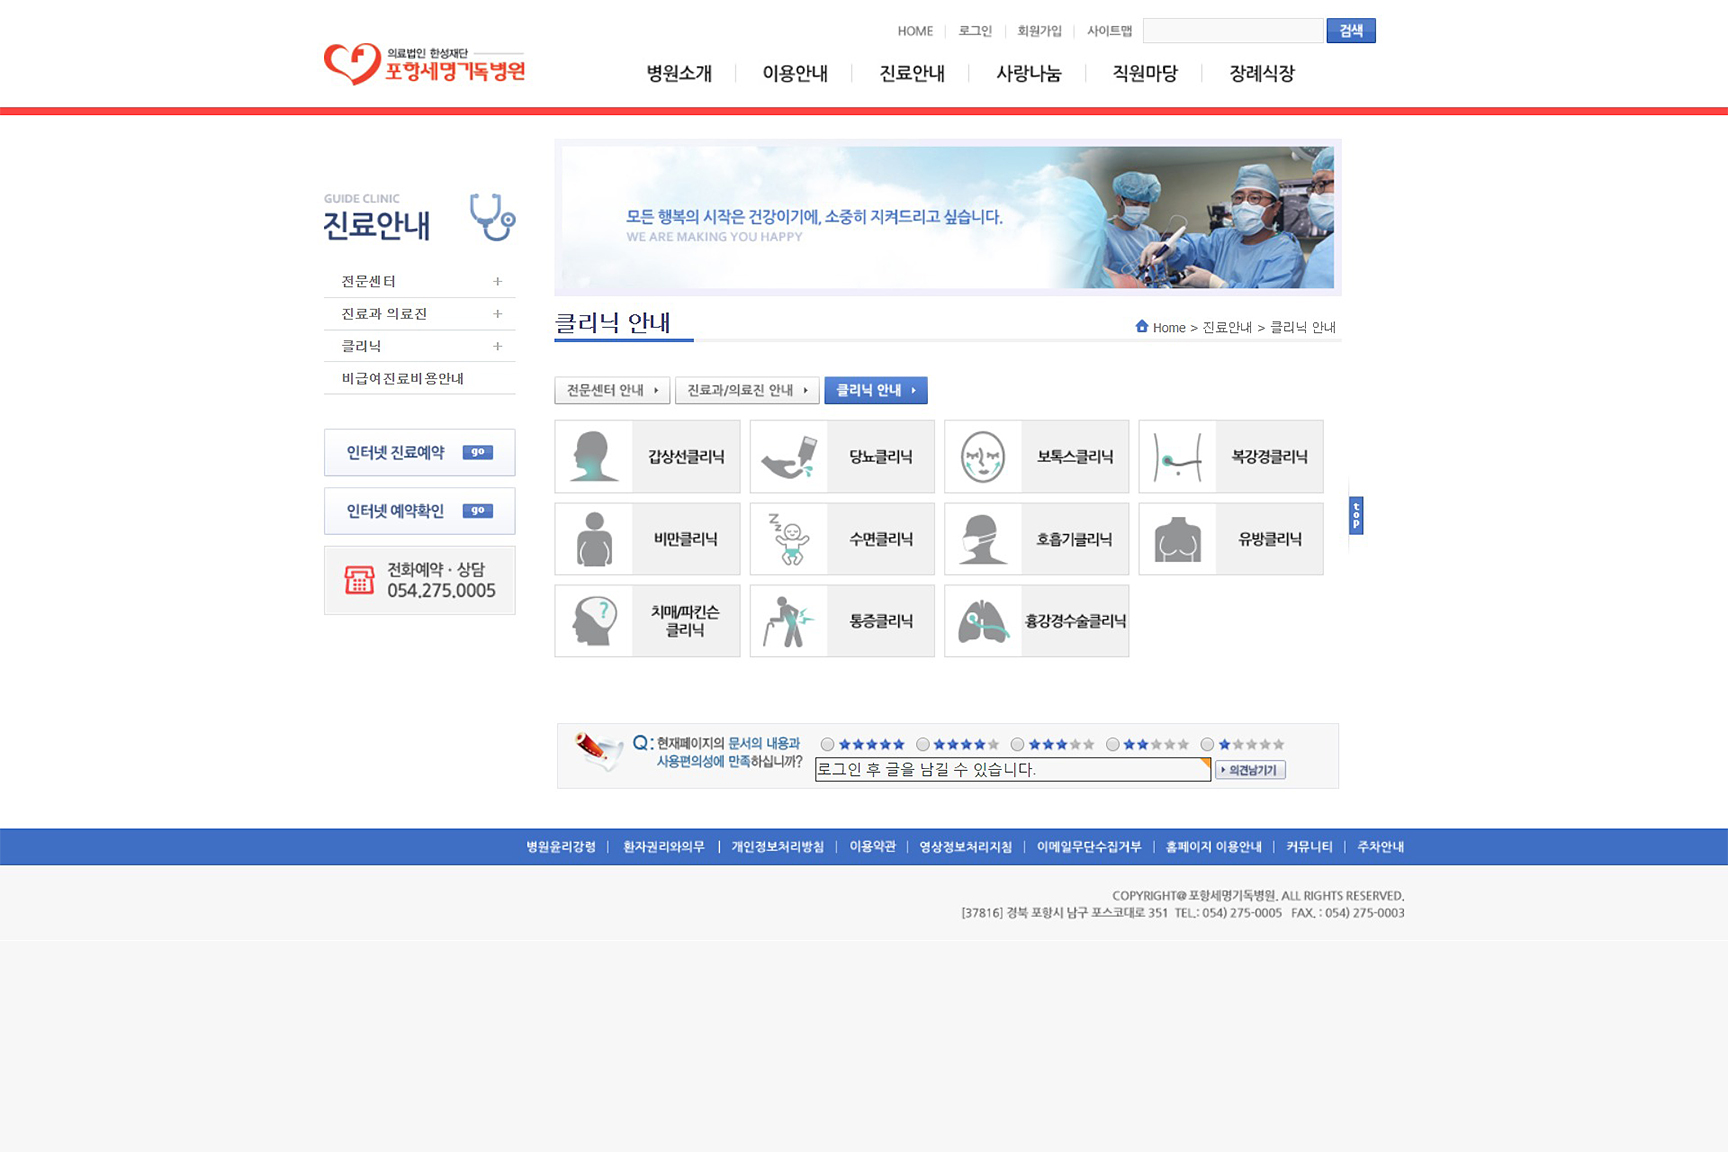 HOME 로그인 회원가입 사이트맵 검색
의료법인 한성재단
포항세명기독병원
병원소개 이용안내 진료안내 사랑나눔 직원마당 장례식장
GUIDE CLINIC
진료안내
전문센터 +
진료과 의료진 +
클리닉 +
비급여진료비용안내
인터넷 진료예약 go
인터넷 예약확인 go
전화예약 · 상담
054.275.0005
모든 행복의 시작은 건강이기에, 소중히 지켜드리고 싶습니다.
WE ARE MAKING YOU HAPPY
클리닉 안내
Home > 진료안내 > 클리닉 안내
전문센터 안내 진료과/의료진 안내 클리닉 안내
갑상선클리닉 당뇨클리닉 보톡스클리닉 복강경클리닉
비만클리닉 수면클리닉 호흡기클리닉 유방클리닉
치매/파킨슨
클리닉
통증클리닉 흉강경수술클리닉
top
Q: 현재페이지의 문서의 내용과
사용편의성에 만족하십니까?
로그인 후 글을 남길 수 있습니다.
의견남기기
병원윤리강령 | 환자권리와의무 | 개인정보처리방침 | 이용약관 | 영상정보처리지침 | 이메일무단수집거부 | 홈페이지 이용안내 | 커뮤니티 | 주차안내
COPYRIGHT@ 포항세명기독병원. ALL RIGHTS RESERVED.
[37816] 경북 포항시 남구 포스코대로 351 TEL.: 054) 275-0005 FAX. : 054) 275-0003